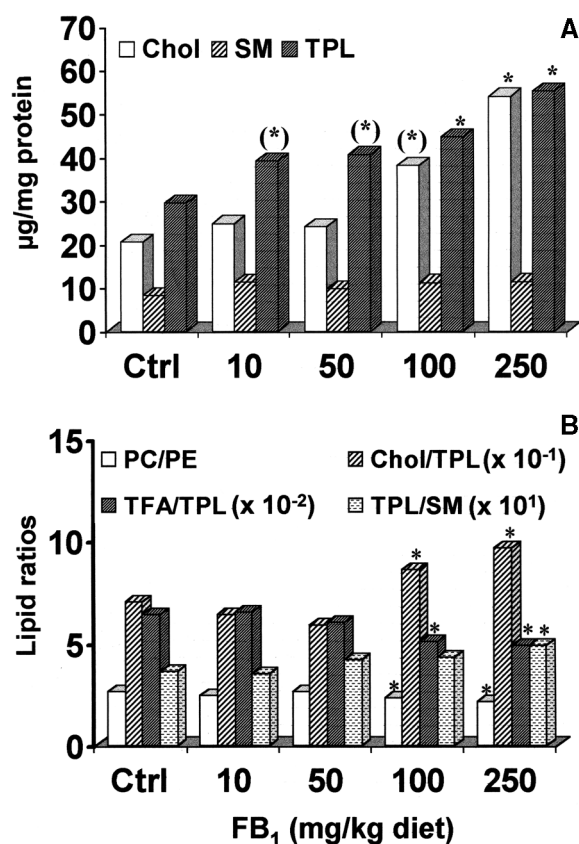 A
70
Chol SM TPL
60
50
40
30
20
10
0
µg/mg protein
(*) (*) (*) * * *
Ctrl 10 50 100 250
B
15
PC/PE Chol/TPL (x 10-1)
TFA/TPL (x 10-2) TPL/SM (x 101)
10
5
0
Lipid ratios
* * * * * * *
Ctrl 10 50 100 250
FB1 (mg/kg diet)